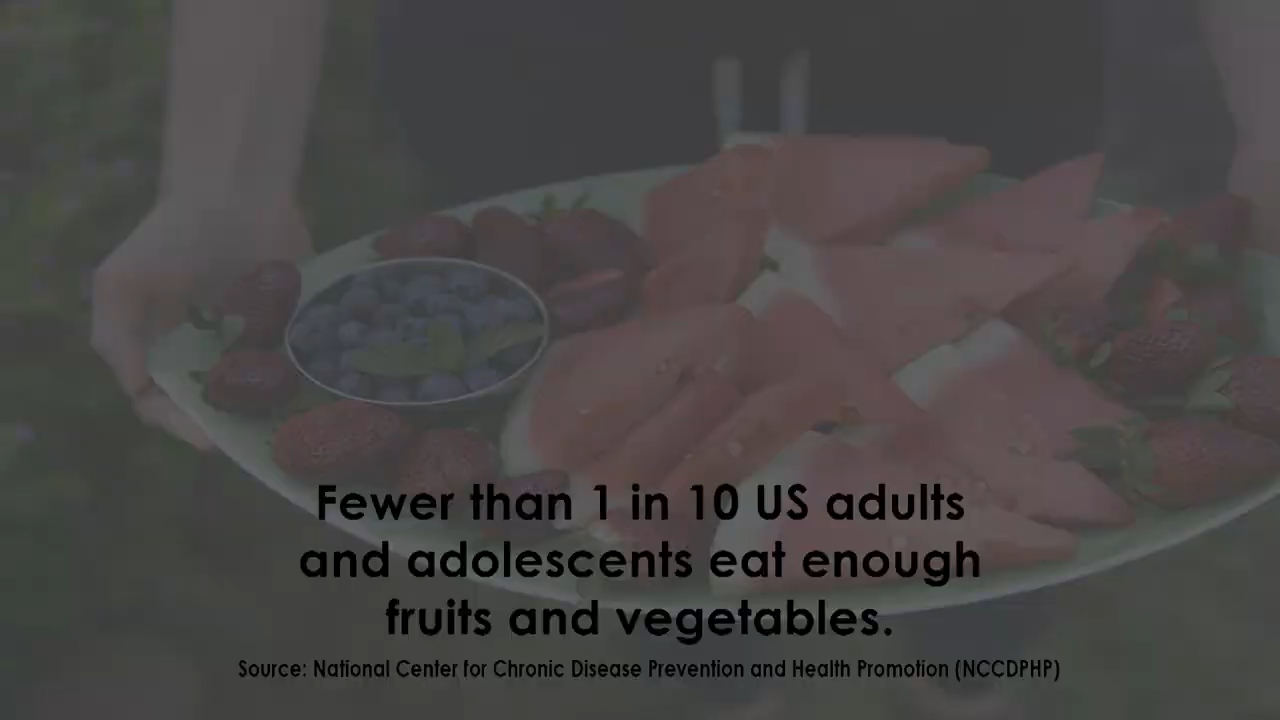 Fewer than 1 in 10 US adults
and adolescents eat enough
fruits and vegetables.
Source: National Center for Chronic Disease Prevention and Health Promotion (NCCDPHP)